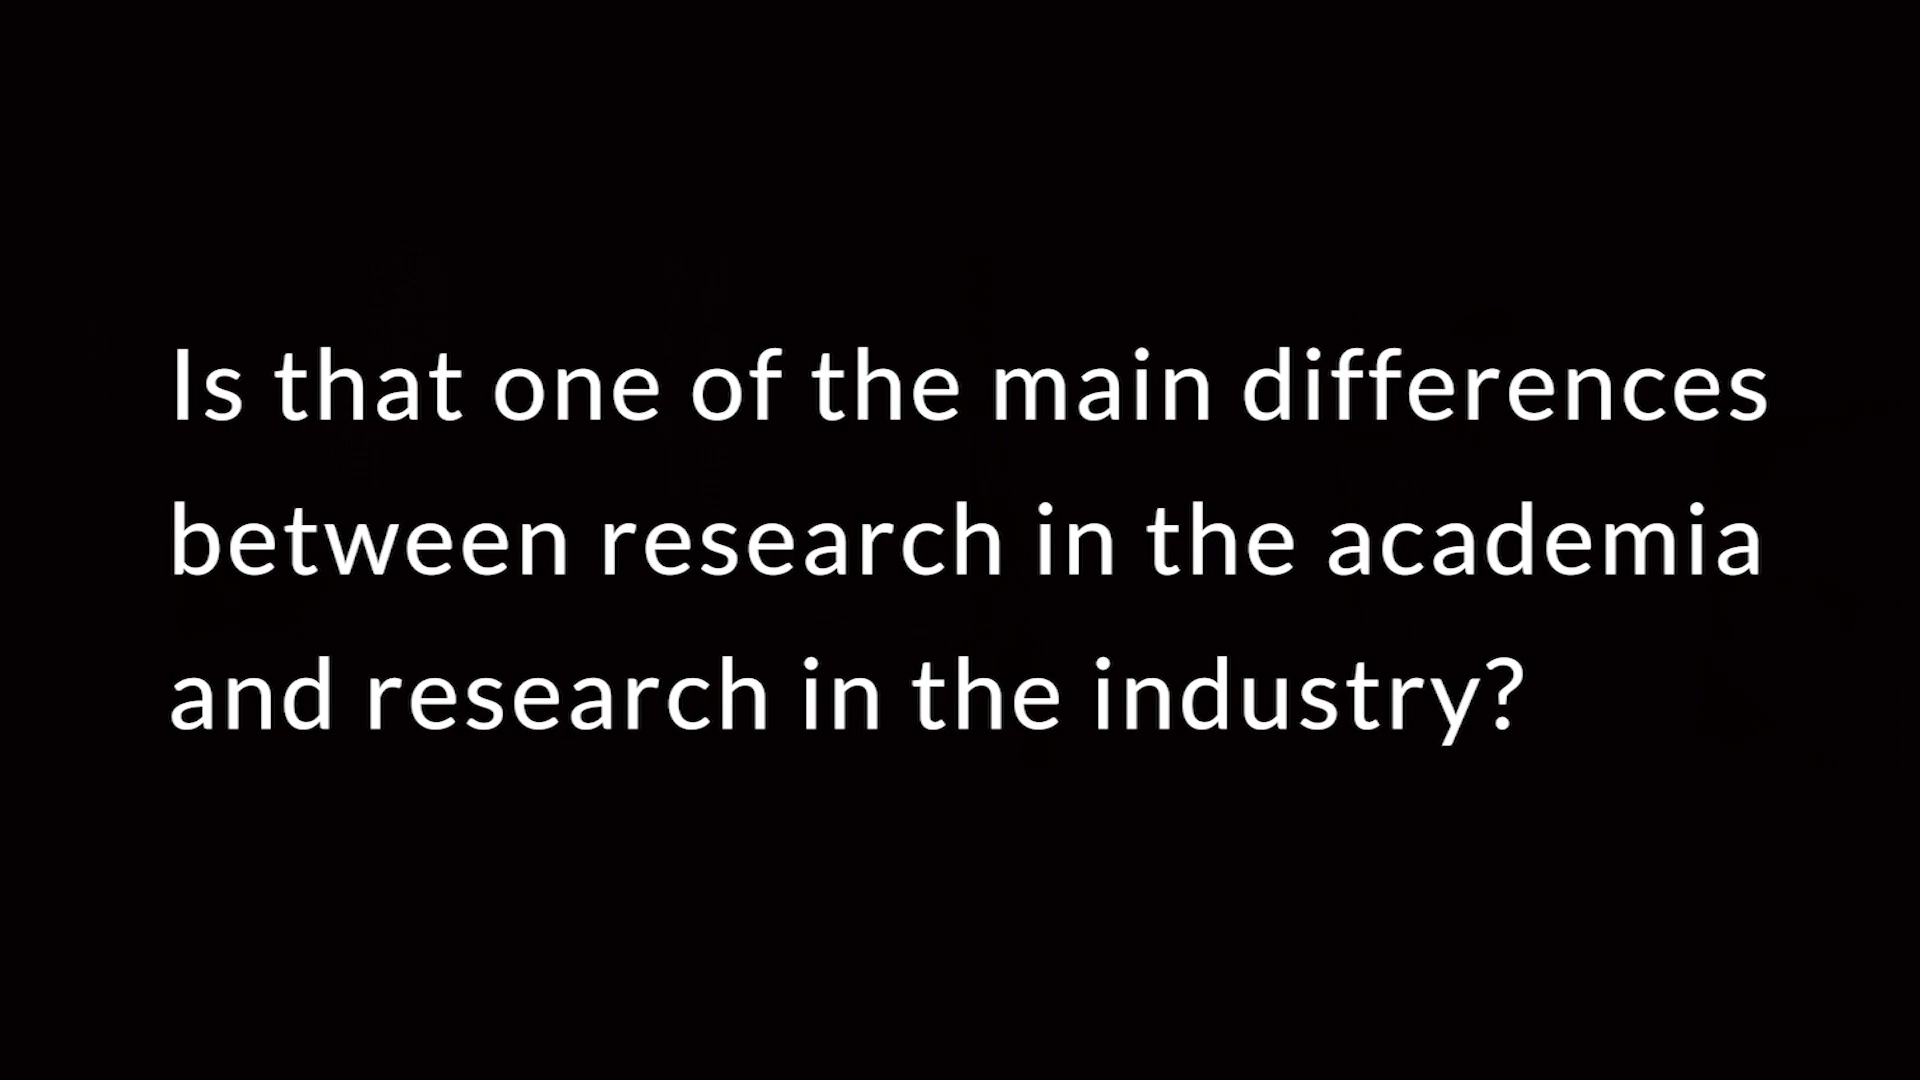 Is that one of the main differences
between research in the academia
and research in the industry?